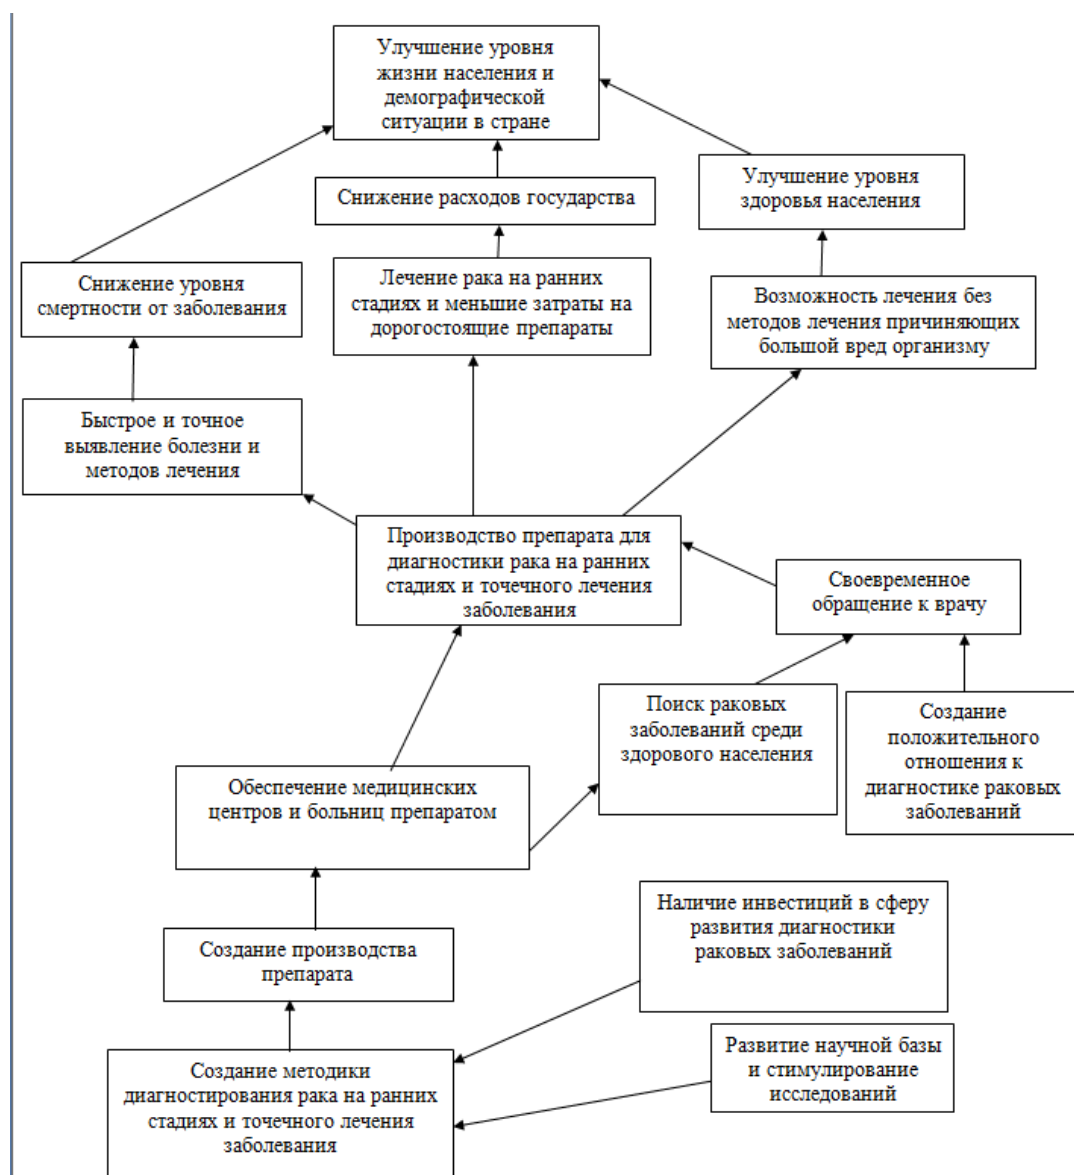 Улучшение уровня
жизни населения и
демографической
ситуации в стране
Снижение расходов государства
Улучшение уровня
здоровья населения
Снижение уровня
смертности от заболевания
Лечение рака на ранних
стадиях и меньшие затраты на
дорогостоящие препараты
Возможность лечения без
методов лечения причиняющих
большой вред организму
Быстрое и точное
выявление болезни и
методов лечения
Производство препарата для
диагностики рака на ранних
стадиях и точечного лечения
заболевания
Своевременное
обращение к врачу
Поиск раковых
заболеваний среди
здорового населения
Создание
положительного
отношения к
диагностике раковых
заболеваний
Обеспечение медицинских
центров и больниц препаратом
Наличие инвестиций в сферу
развития диагностики
раковых заболеваний
Создание производства
препарата
Развитие научной базы
и стимулирование
исследований
Создание методики
диагностирования рака на ранних
стадиях и точечного лечения
заболевания